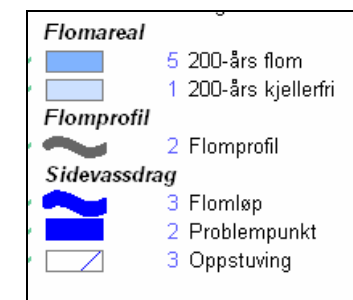 Flomareal
5 200-års flom
1 200-års kjellerfri
Flomprofil
2 Flomprofil
Sidevassdrag
3 Flomløp
2 Problempunkt
3 Oppstuving